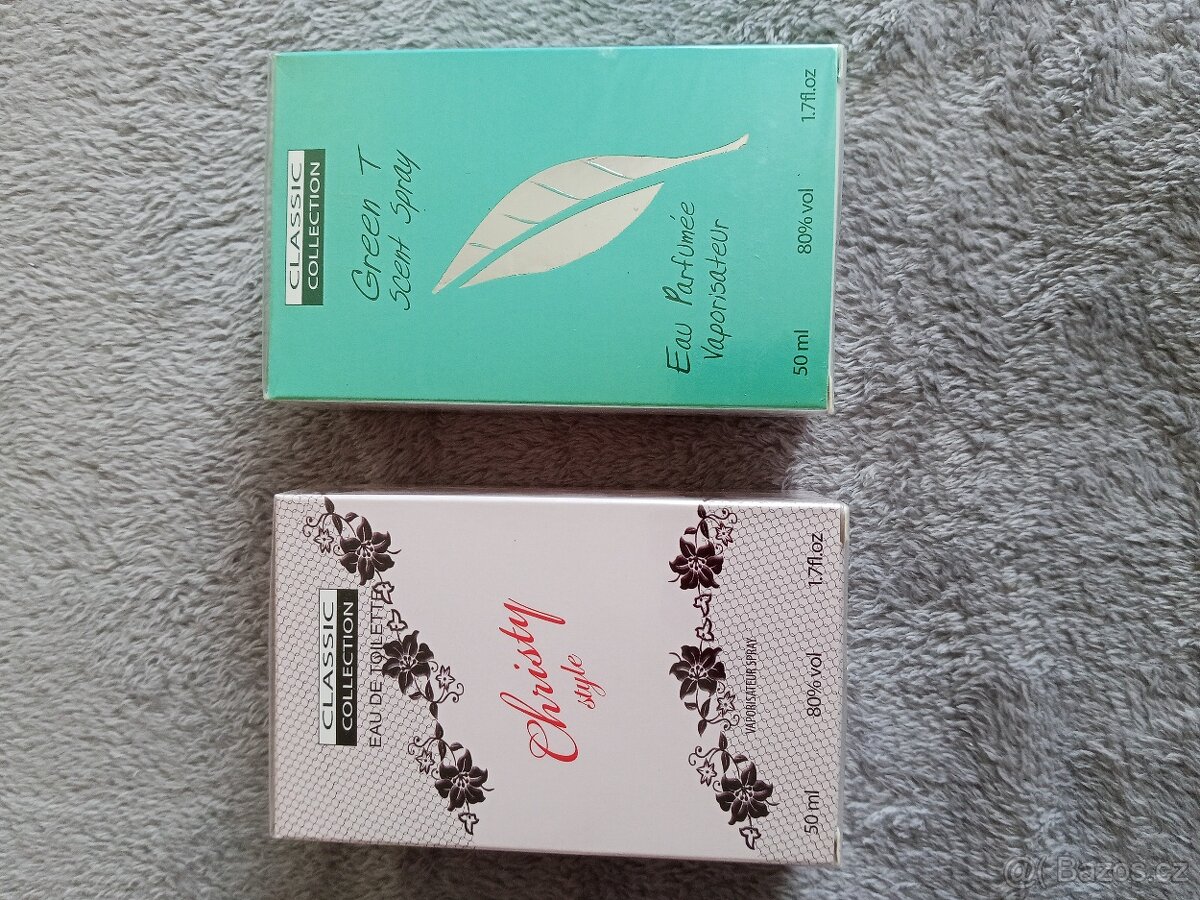 CLASSIC
COLLECTION
Green T
Scent Spray
Eau Parfumée
Vaporisateur
50 ml 80% vol 1.7fl.oz
CLASSIC
COLLECTION
EAU DE TOILETTE
Christy
style
VAPORISATEUR SPRAY
50 ml 80% vol 1.7fl.oz
@( Bazos.cz